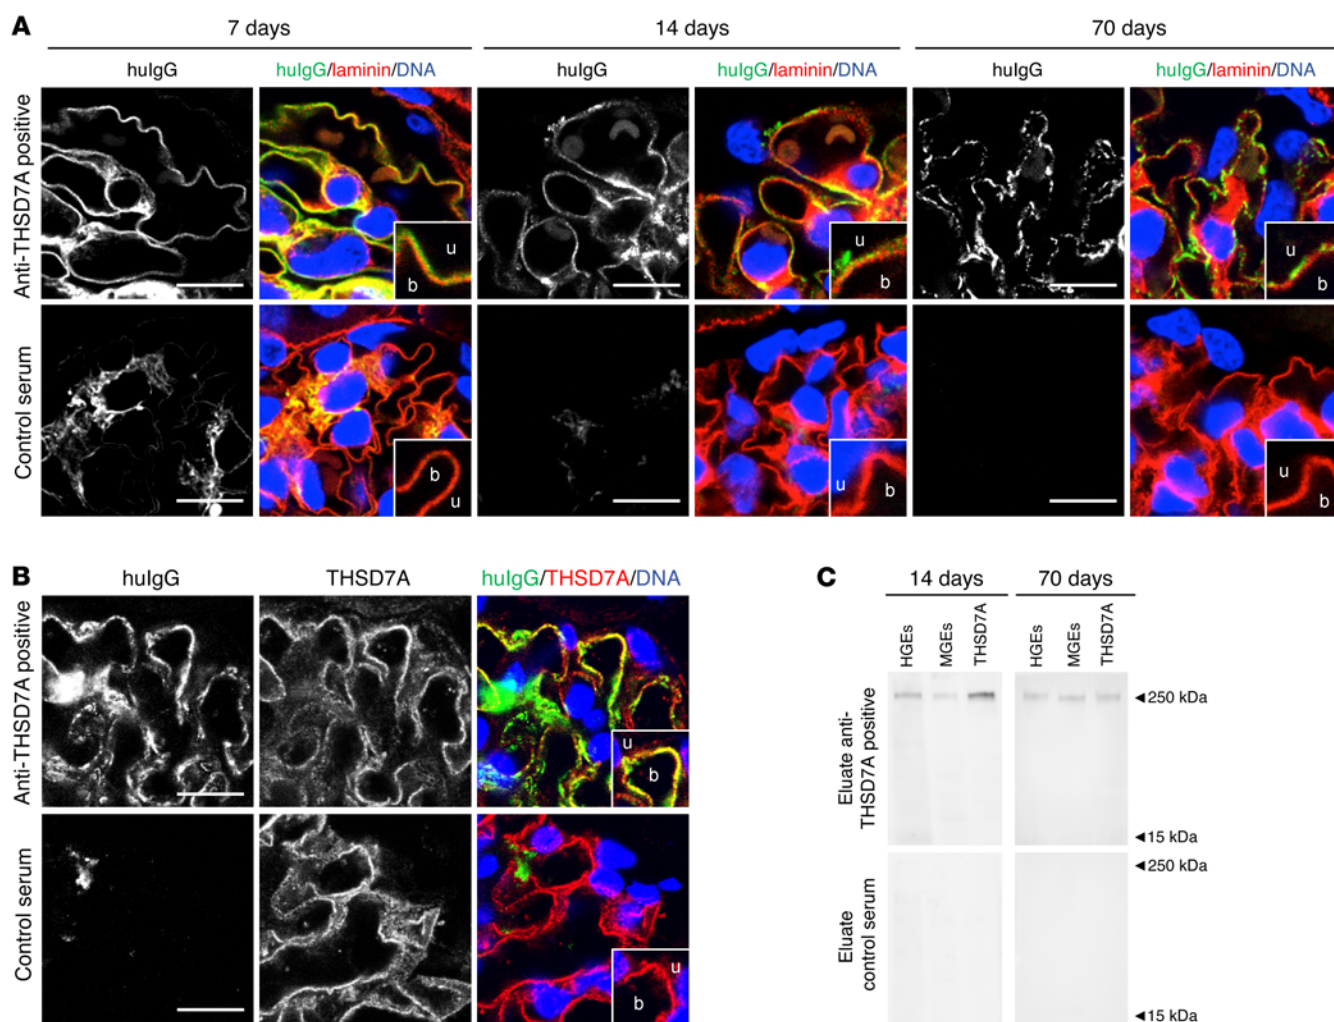 A
7 days 14 days 70 days
huIgG huIgG/laminin/DNA huIgG huIgG/laminin/DNA huIgG huIgG/laminin/DNA
Anti-THSD7A positive
u
b
u
b
u
b
Control serum
b
u
u
b
u
b
B
huIgG THSD7A huIgG/THSD7A/DNA
Anti-THSD7A positive
u
b
Control serum
u
b
C
14 days 70 days
HGEs MGEs THSD7A HGEs MGEs THSD7A
Eluate anti-
THSD7A positive
250 kDa
15 kDa
Eluate
control serum
250 kDa
15 kDa